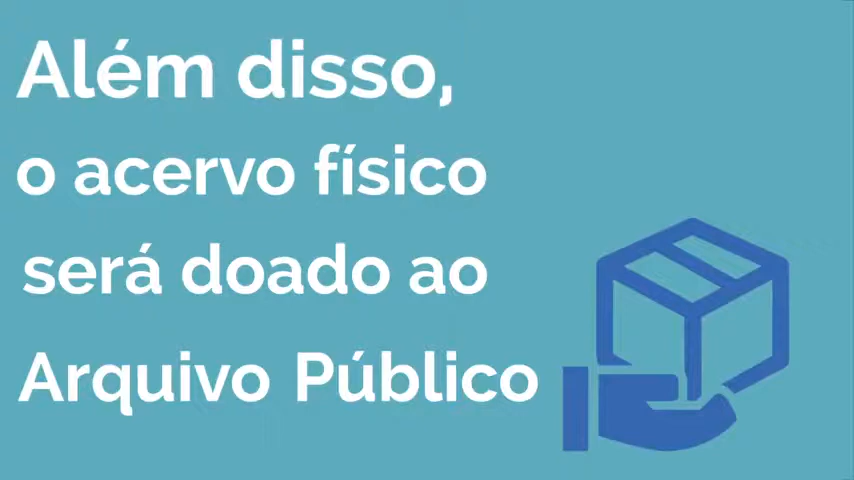 Além disso,
o acervo físico
será doado ao
Arquivo Público